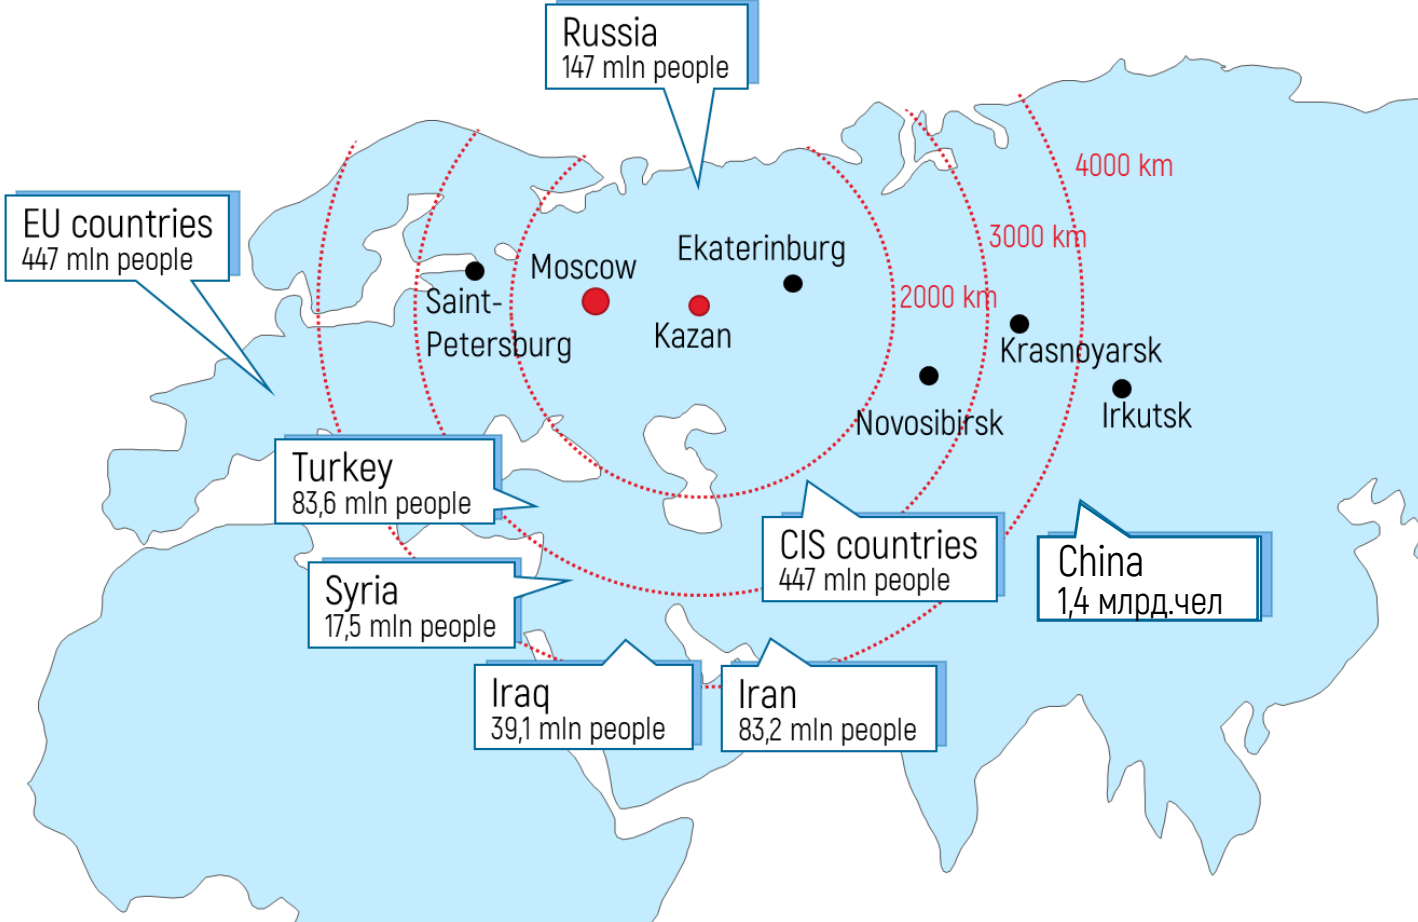 Russia
147 mln people
4000 km
EU countries
447 mln people
3000 km
Ekaterinburg
Moscow
2000 km
Saint-
Petersburg
Kazan
Krasnoyarsk
Irkutsk
Novosibirsk
Turkey
83,6 mln people
CIS countries
447 mln people
China
1,4 млрд.чел
Syria
17,5 mln people
Iraq
39,1 mln people
Iran
83,2 mln people